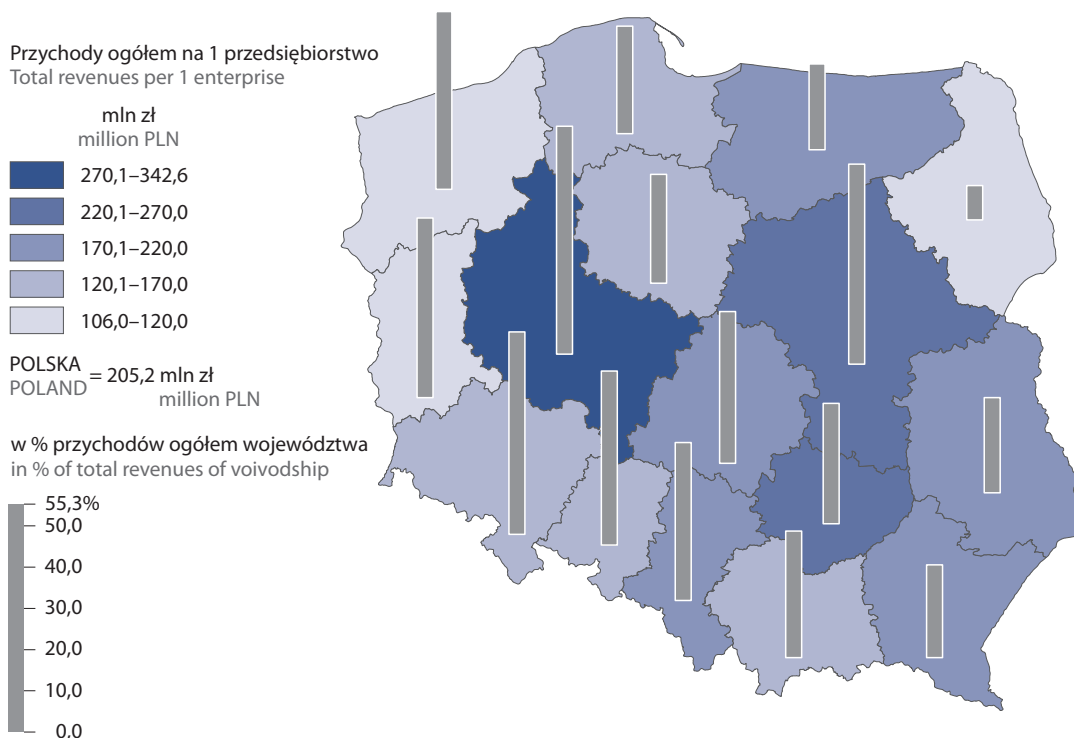 Przychody ogółem na 1 przedsiębiorstwo
Total revenues per 1 enterprise
mln zł
million PLN
270,1–342,6
220,1–270,0
170,1–220,0
120,1–170,0
106,0–120,0
POLSKA
POLAND = 205,2 mln zł
million PLN
w % przychodów ogółem województwa
in % of total revenues of voivodship
55,3%
50,0
40,0
30,0
20,0
10,0
0,0